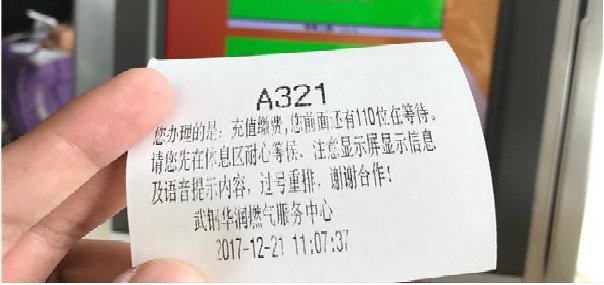 A321
您办理的是:充值缴费,您前面还有110位在等待。
请您先在休息区耐心等候,注意显示屏显示信息
及语音提示内容,过号重排,谢谢合作!
武钢华润燃气服务中心
2017-12-21 11:07:37